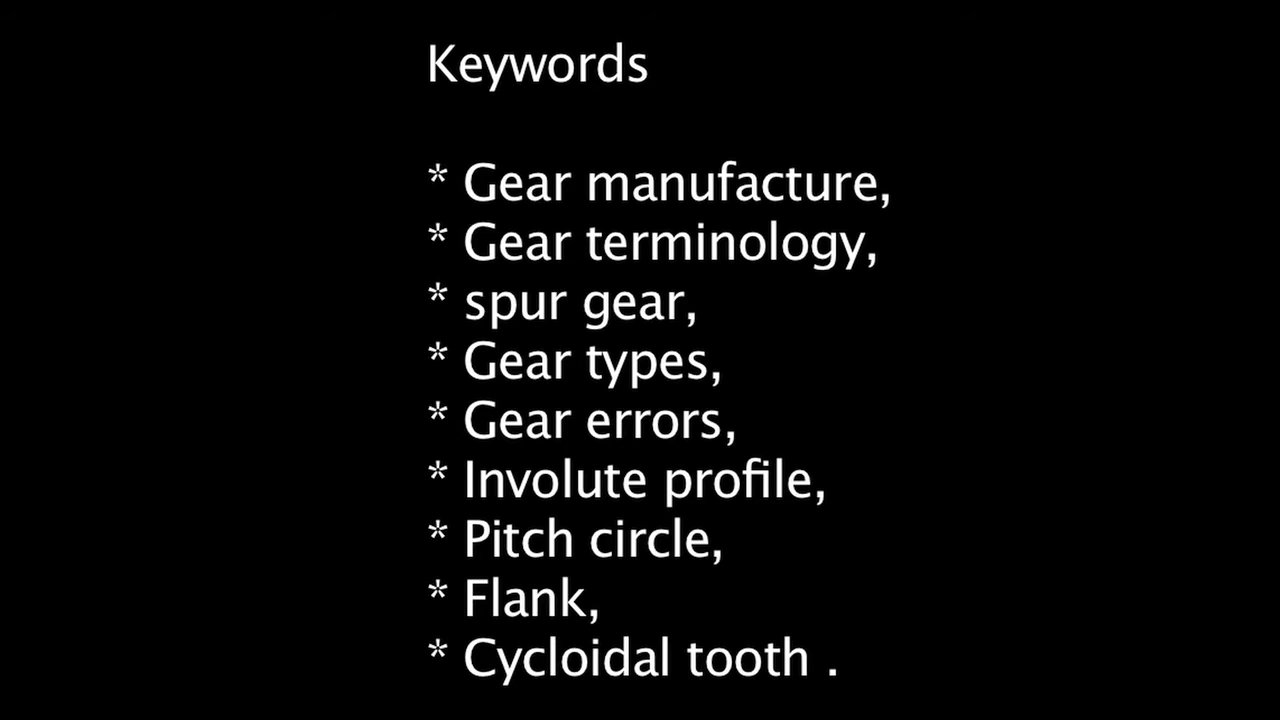 Keywords
* Gear manufacture,
* Gear terminology,
* spur gear,
* Gear types,
* Gear errors,
* Involute profile,
* Pitch circle,
* Flank,
* Cycloidal tooth .